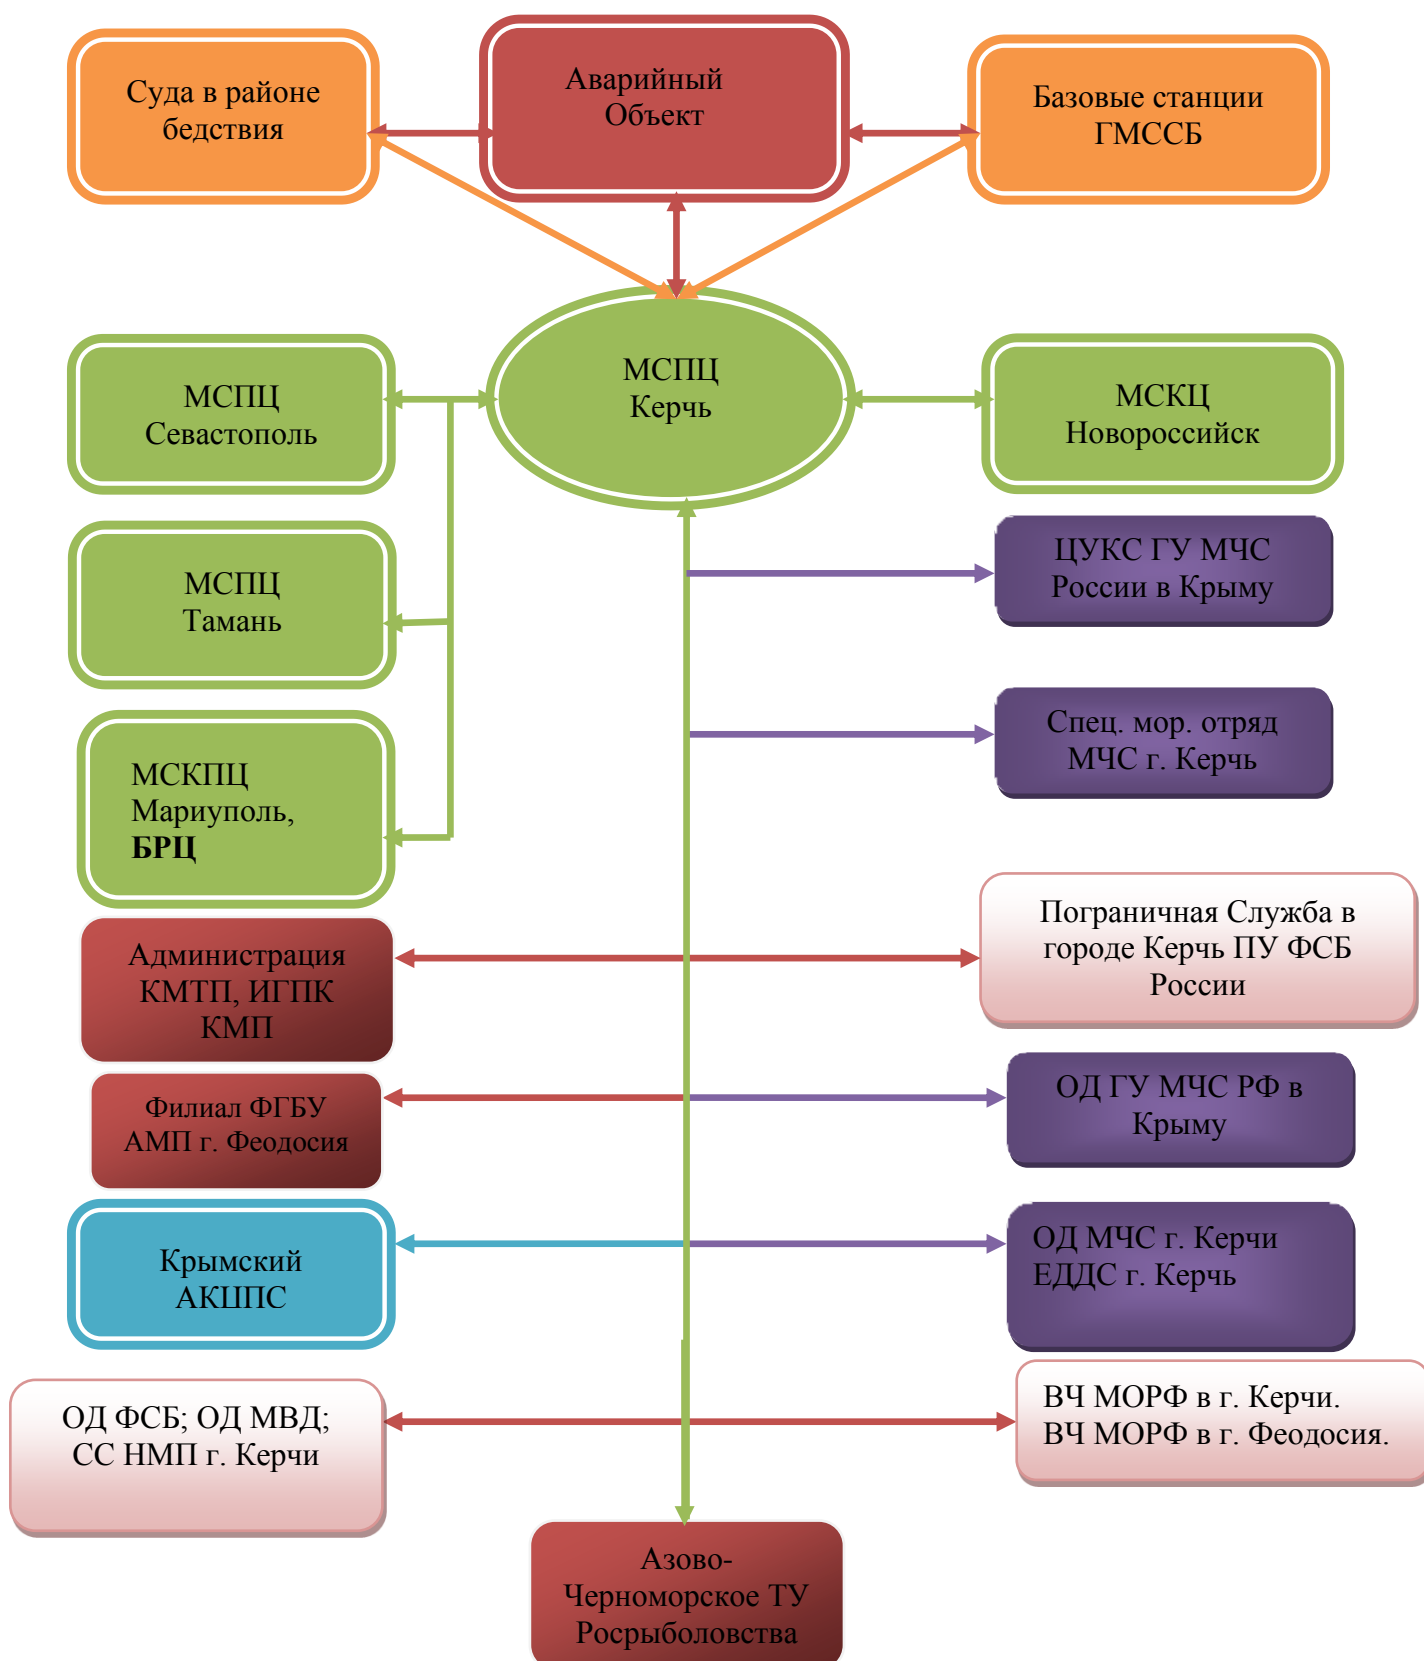 Суда в районе
бедствия
Аварийный
Объект
Базовые станции
ГМССБ
МСПЦ
Керчь
МСПЦ
Севастополь
МСКЦ
Новороссийск
МСПЦ
Тамань
ЦУКС ГУ МЧС
России в Крыму
Спец. мор. отряд
МЧС г. Керчь
МСКПЦ
Мариуполь,
БРЦ
Администрация
КМТП, ИГПК
КМП
Пограничная Служба в
городе Керчь ПУ ФСБ
России
Филиал ФГБУ
АМП г. Феодосия
ОД ГУ МЧС РФ в
Крыму
Крымский
АКЦПС
ОД МЧС г. Керчи
ЕДДС г. Керчь
ОД ФСБ; ОД МВД;
СС НМП г. Керчи
ВЧ МОРФ в г. Керчи.
ВЧ МОРФ в г. Феодосия.
Азово-
Черноморское ТУ
Росрыболовства